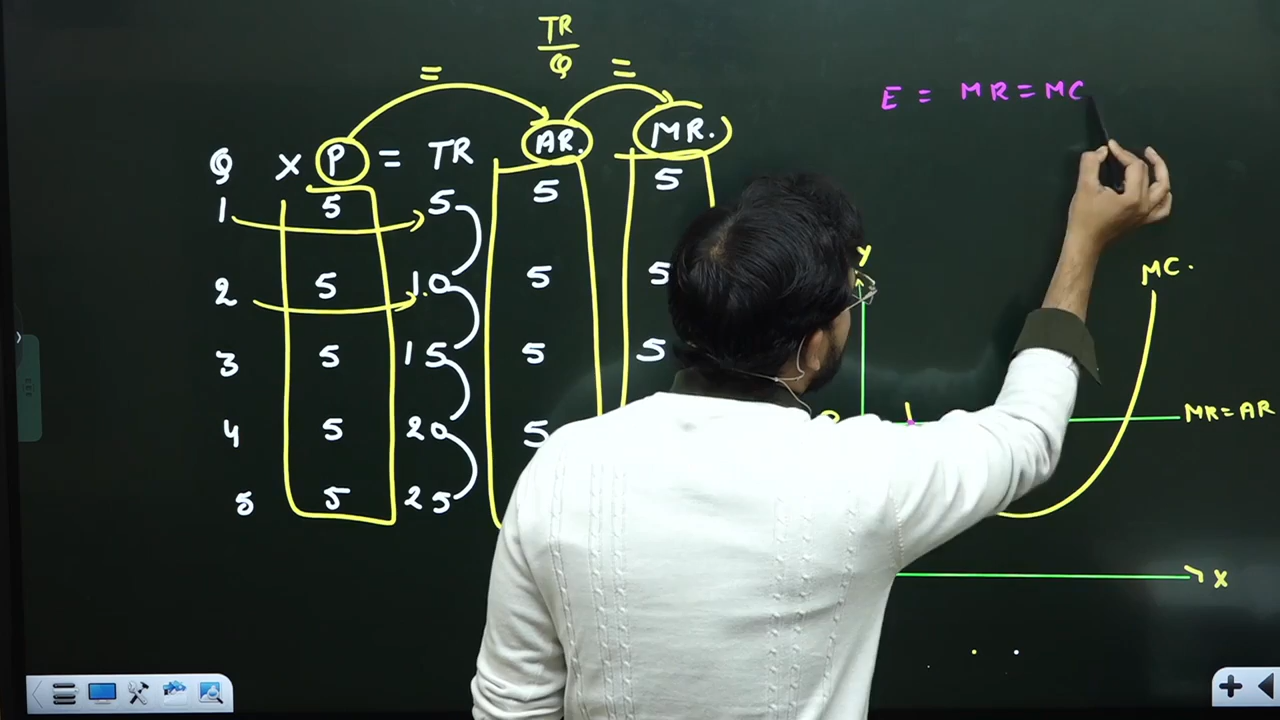 TR
Q
= =
E = MR = MC
Q X P = TR AR. MR.
1 5 5 5 5
2 5 10 5 5
3 5 15 5 5
4 5 20 5
5 5 25
Y
MC.
1
MR = AR
X